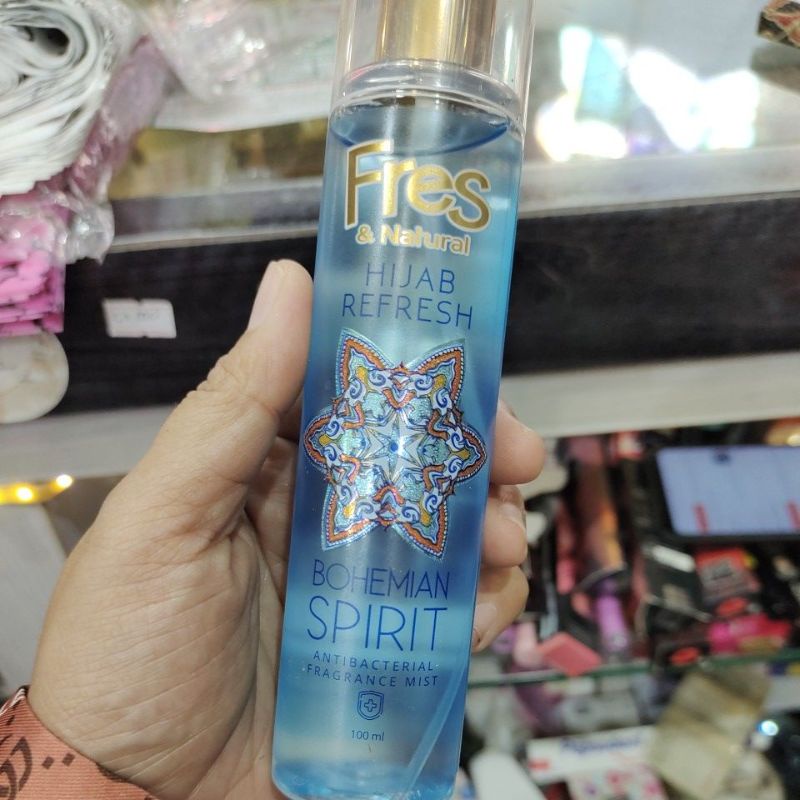 Fres
& Natural
HIJAB
REFRESH
BOHEMIAN
SPIRIT
ANTIBACTERIAL
FRAGRANCE MIST
100 ml